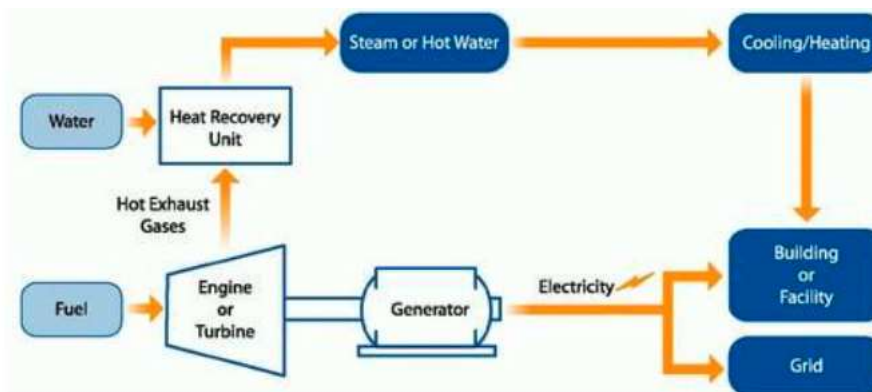 Steam or Hot Water
Cooling/Heating
Water
Heat Recovery
Unit
Hot Exhaust
Gases
Building
or
Facility
Fuel
Engine
or
Turbine
Generator
Electricity
Grid